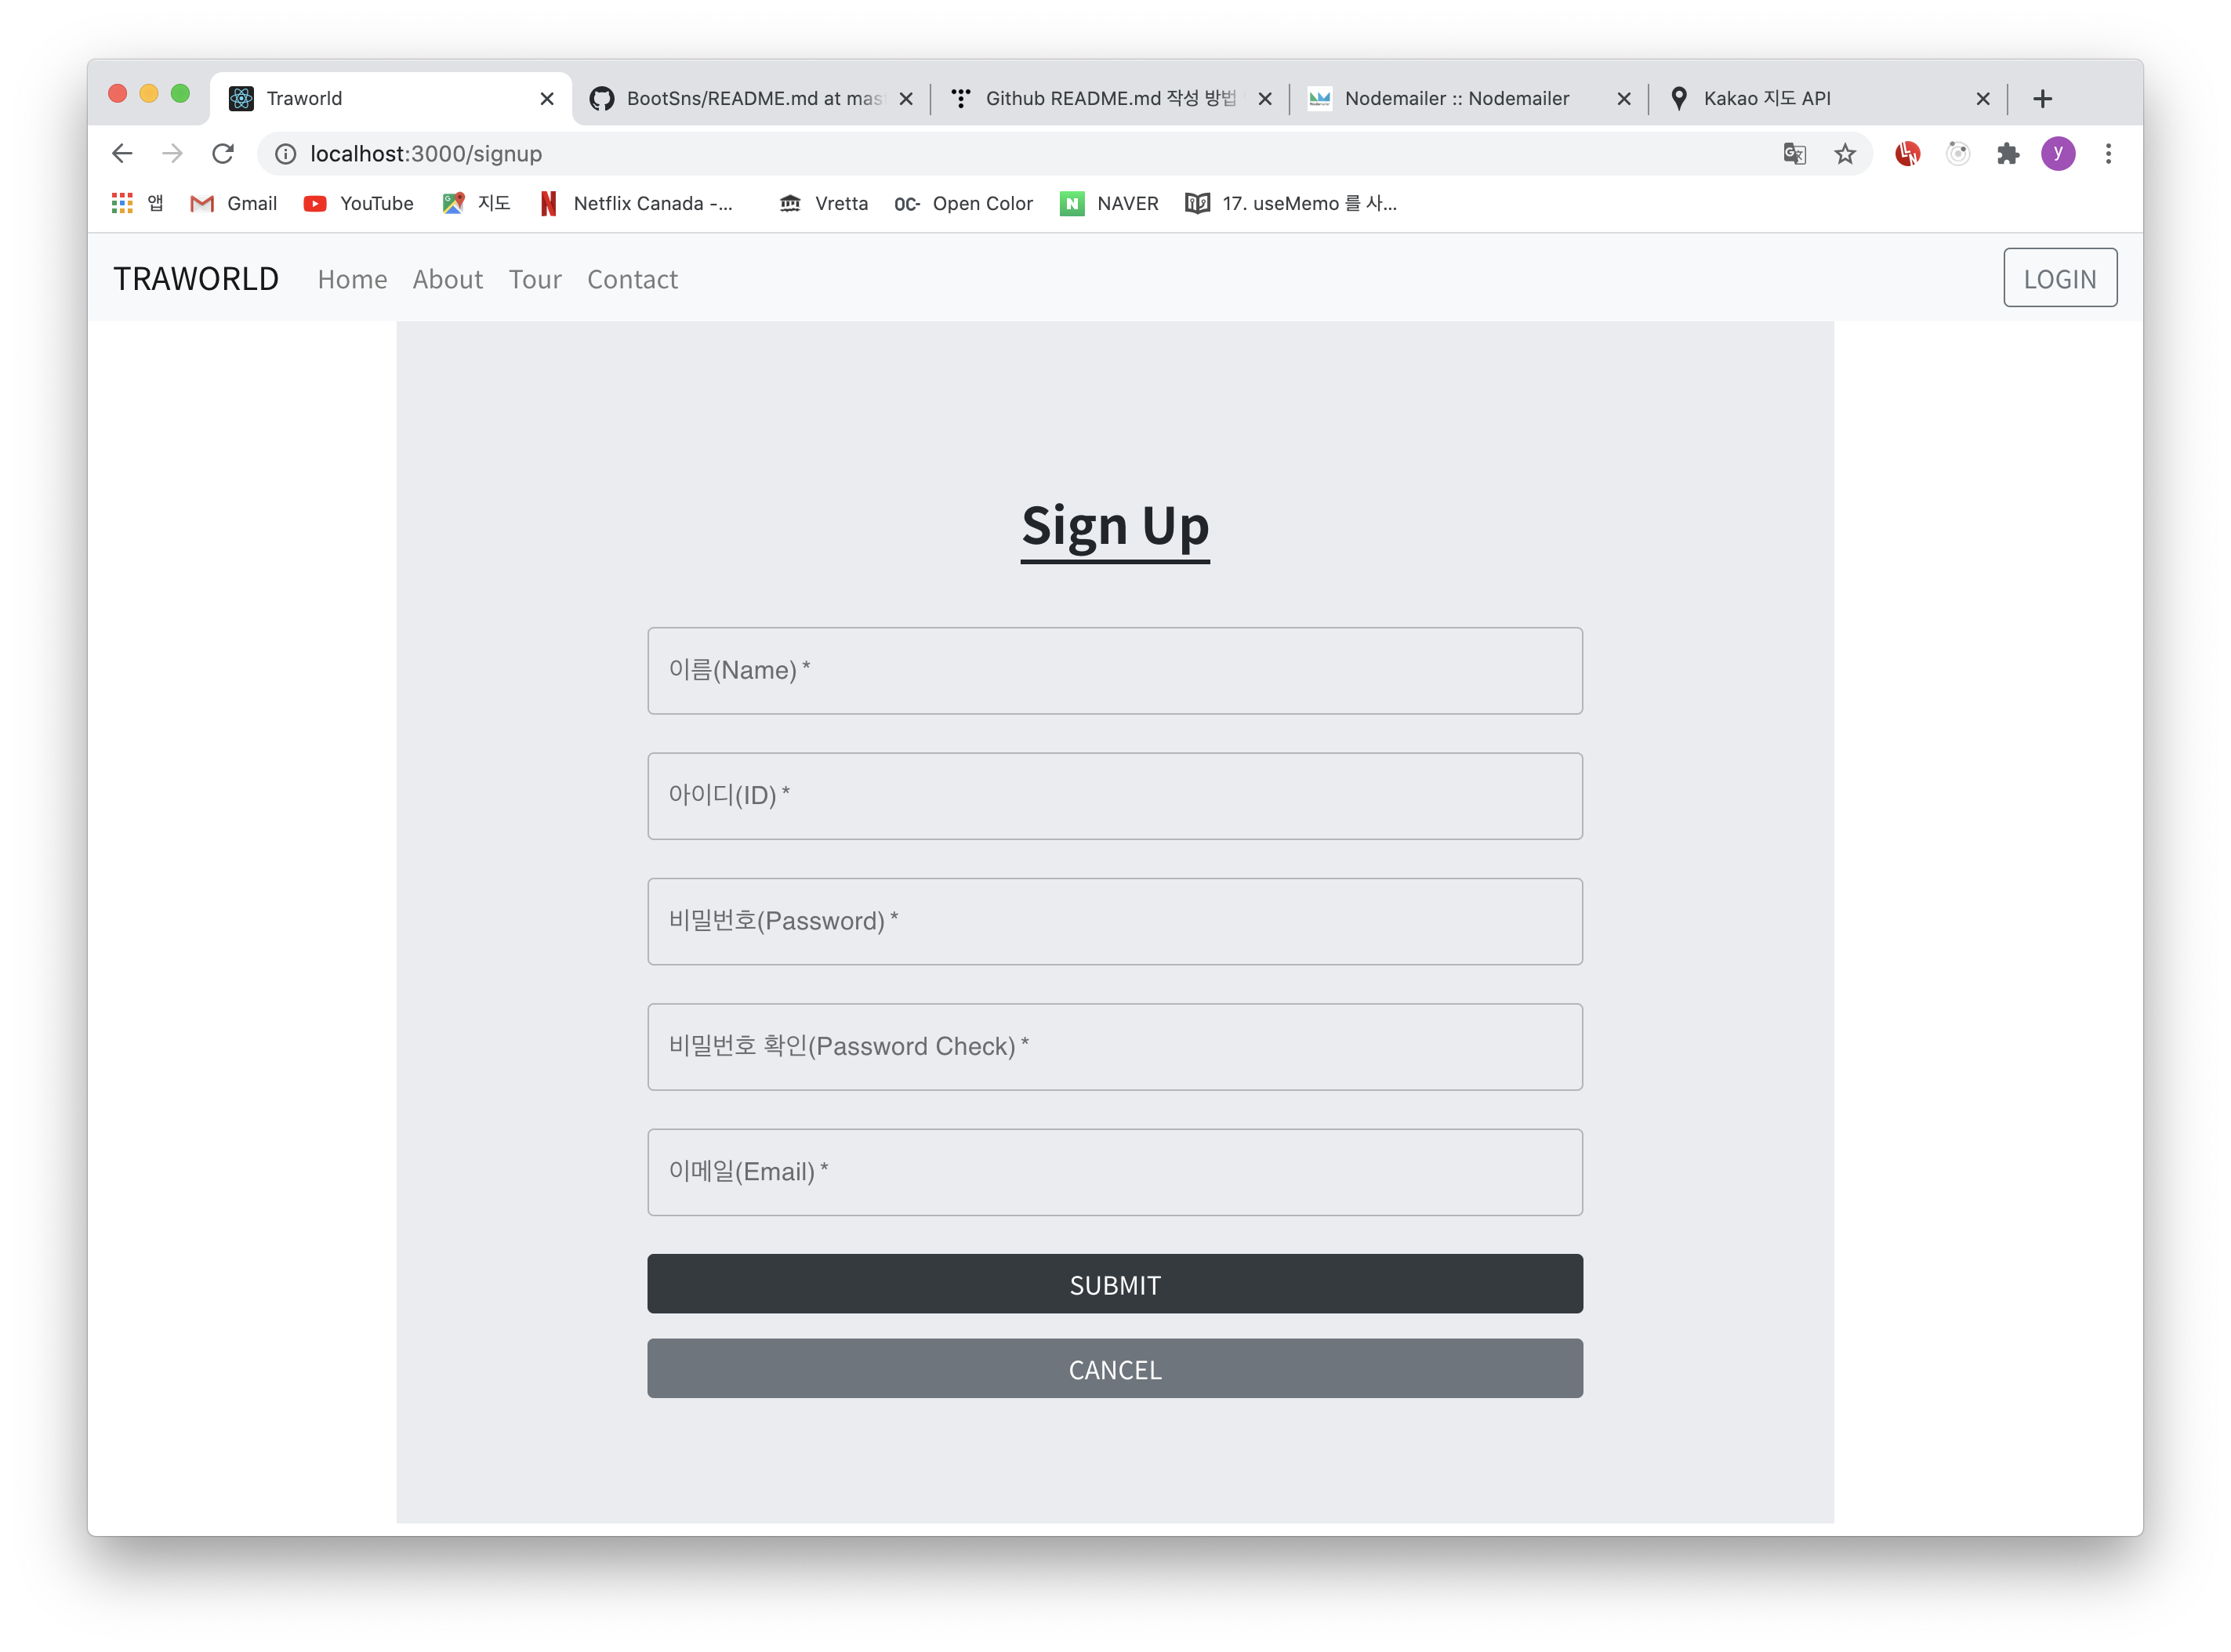 Traworld
BootSns/README.md at mas
Github README.md 작성 방법
Nodemailer :: Nodemailer
Kakao 지도 API
localhost:3000/signup
y
앱
Gmail
YouTube
지도
Netflix Canada -...
Vretta
OC- Open Color
NAVER
17. useMemo 를 사...
TRAWORLD Home About Tour Contact LOGIN
Sign Up
이름(Name) *
아이디(ID) *
비밀번호(Password) *
비밀번호 확인(Password Check) *
이메일(Email) *
SUBMIT
CANCEL